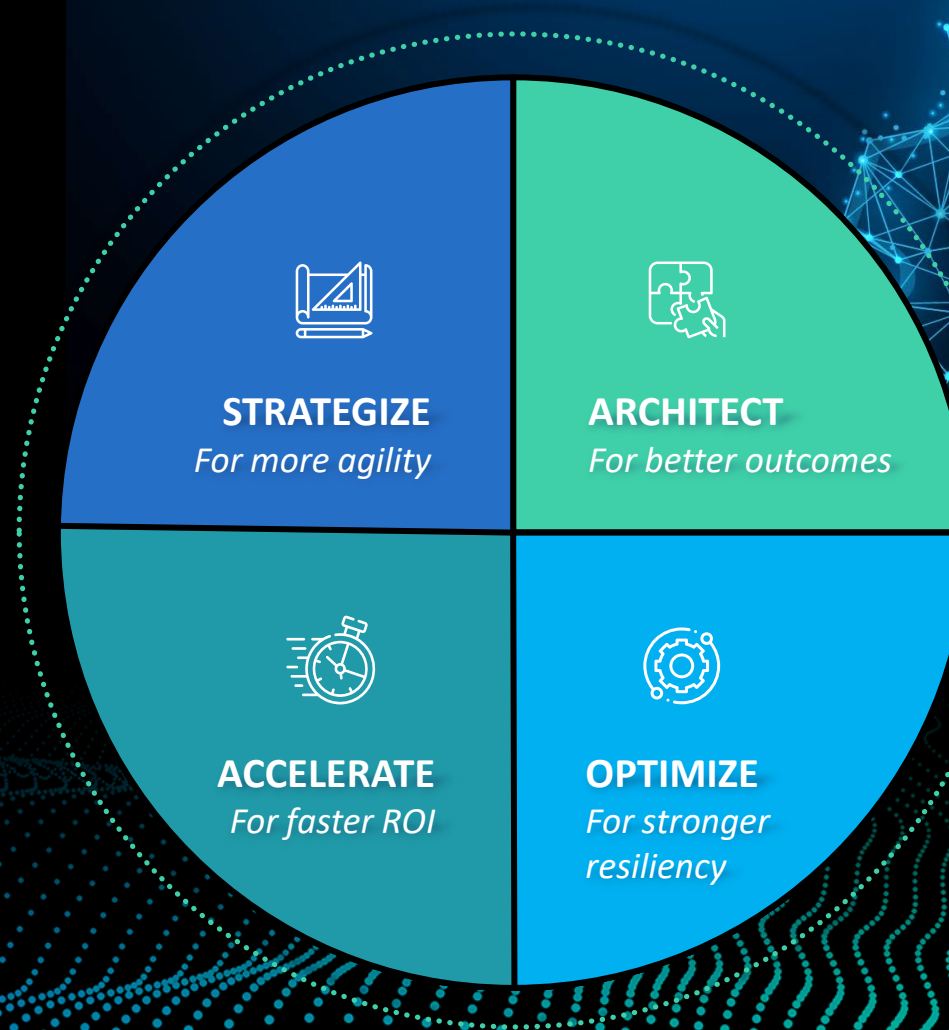 STRATEGIZE
For more agility
ARCHITECT
For better outcomes
ACCELERATE
For faster ROI
OPTIMIZE
For stronger
resiliency